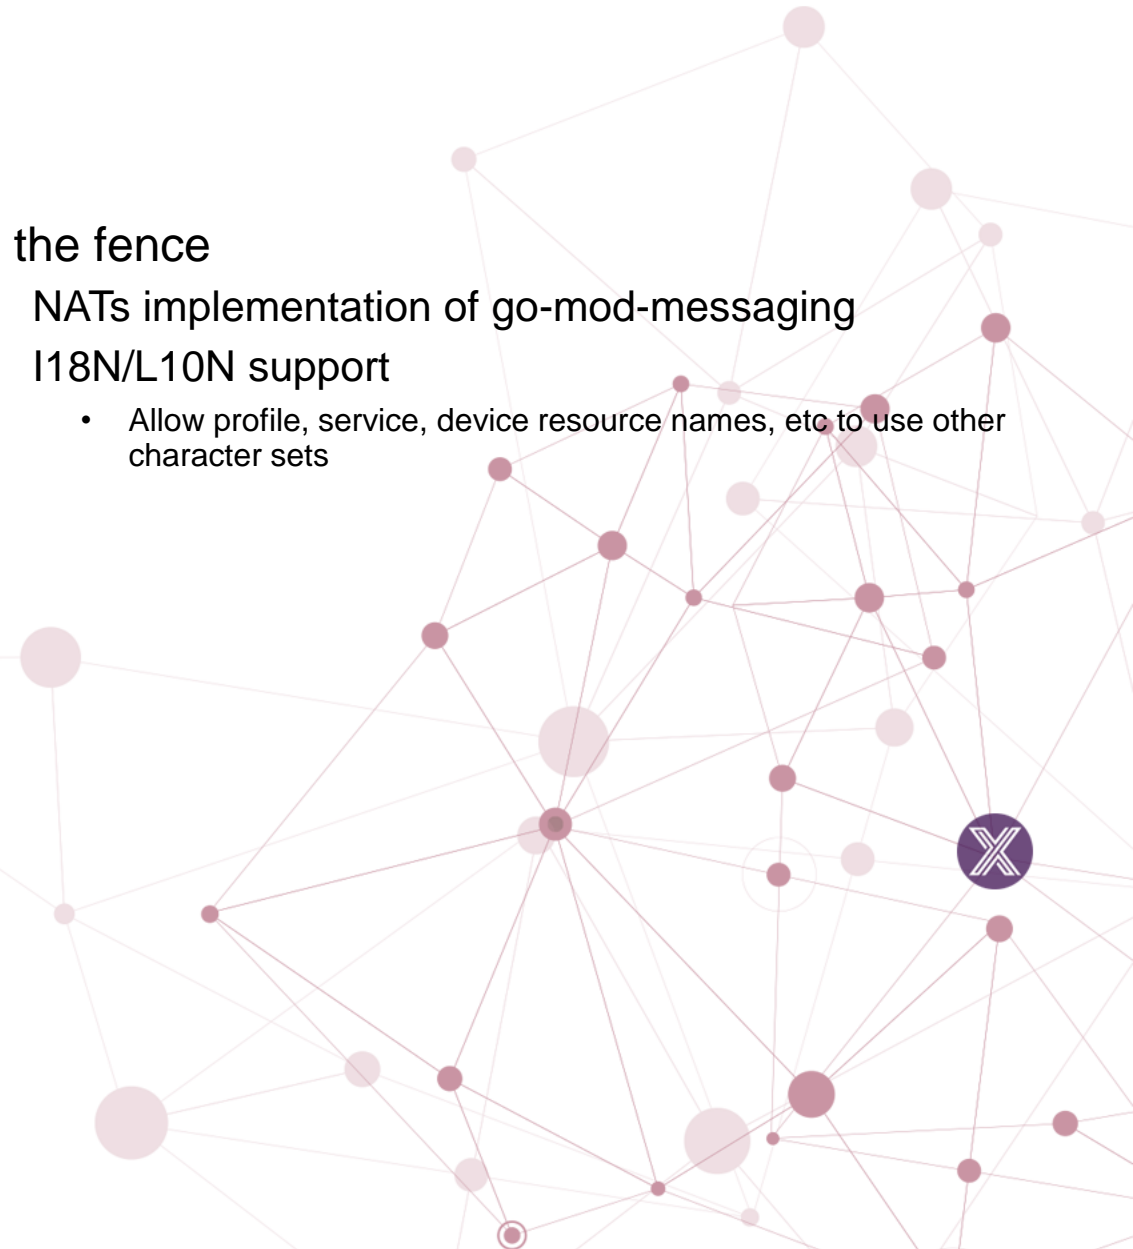 the fence
NATs implementation of go-mod-messaging
I18N/L10N support
• Allow profile, service, device resource names, etc to use other
character sets